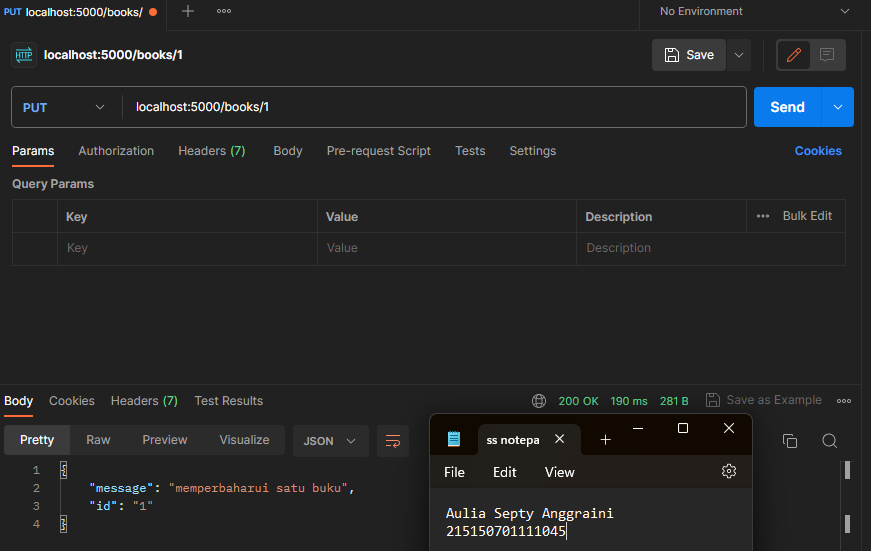 PUT localhost:5000/books/
No Environment
HTTP localhost:5000/books/1
Save
PUT localhost:5000/books/1
Send
Params Authorization Headers (7) Body Pre-request Script Tests Settings Cookies
Query Params
Key Value Description Bulk Edit
Key Value Description
Body Cookies Headers (7) Test Results 200 OK 190 ms 281 B Save as Example
Pretty Raw Preview Visualize JSON
1 {
2 "message": "memperbaharui satu buku",
3 "id": "1"
4 }
ss notepa
File Edit View
Aulia Septy Anggraini
215150701111045